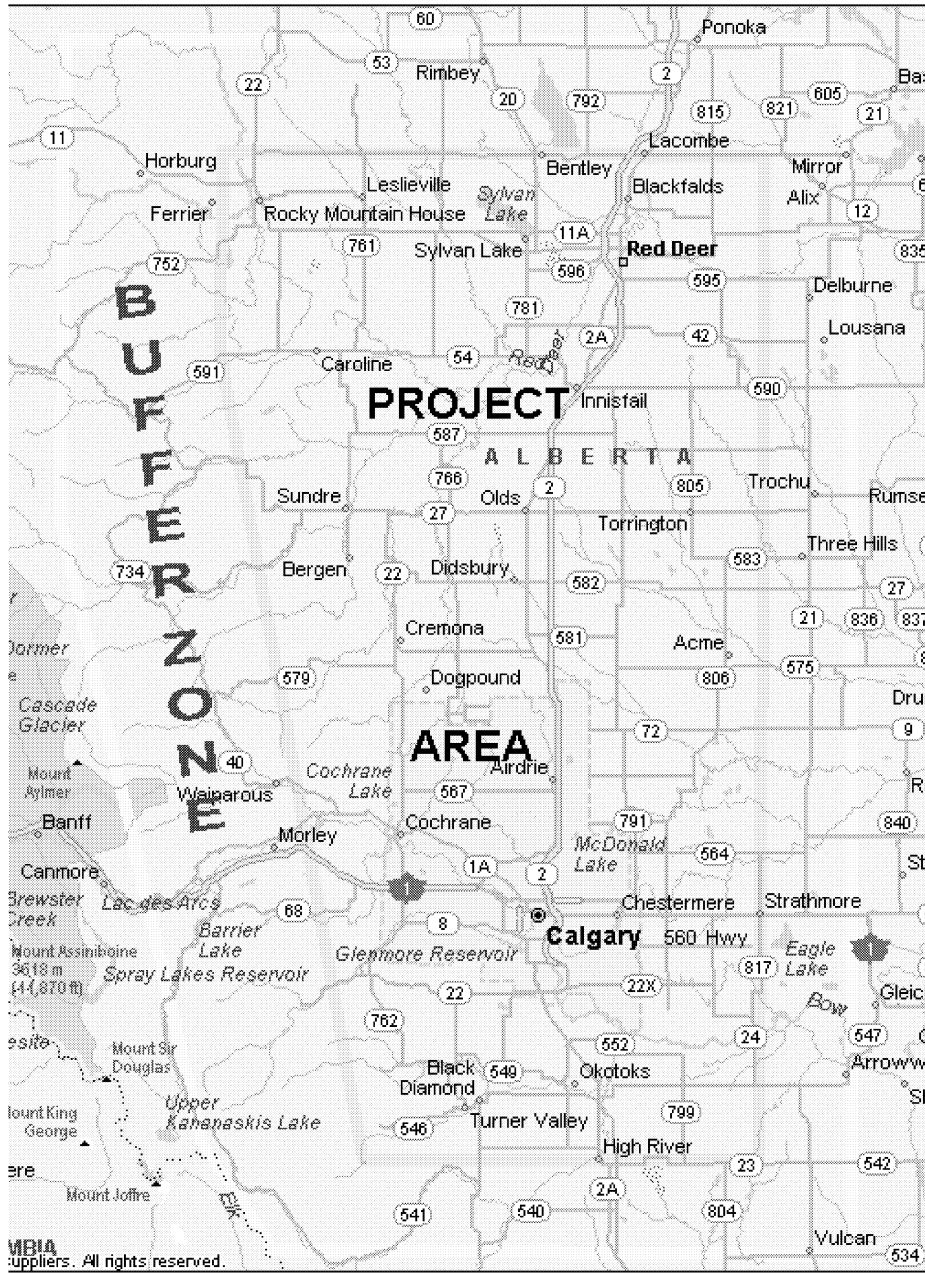 60
Ponoka
53
Rimbey
2
22
20
792
815
821
605
Bas
21
11
Horburg
Lacombe
Bentley
Mirror
Leslieville
Sylvan
Lake
Blackfalds
Alix
Ferrier
Rocky Mountain House
12
761
Sylvan Lake
11A
Red Deer
835
752
596
595
Delburne
BUFFER ZONE
781
Lousana
2A
42
Red Deer
54
591
Caroline
590
PROJECT
Innisfail
587
ALBERTA
766
2
805
Trochu
Sundre
Olds
Rumse
27
Torrington
Three Hills
583
734
Bergen
22
Didsbury
582
27
21
836
837
Cremona
581
Acme
575
579
Dogpound
806
Dormer
Cascade
Glacier
Dru
72
9
AREA
Mount
Aylmer
40
Cochrane
Lake
Airdrie
Waiparous
567
R
Banff
Morley
Cochrane
791
840
McDonald
Lake
564
1A
2
St
Canmore
1
Brewster
Creek
Lac des Arcs
68
8
Chestermere
Strathmore
Barrier
Lake
Calgary
560 Hwy
1
Mount Assiniboine
3618 m
(11,870 ft)
Glenmore Reservoir
Eagle
Lake
Spray Lakes Reservoir
817
22
22X
Bow
Gleic
762
24
547
552
Mount Sir
Douglas
Black
Diamond
549
Okotoks
Arroww
Upper
Kananaskis Lake
799
Mount King
George
546
Turner Valley
High River
23
542
Mount Joffre
2A
Elk
541
540
804
Vulcan
534
MBIA
uppliers. All rights reserved.